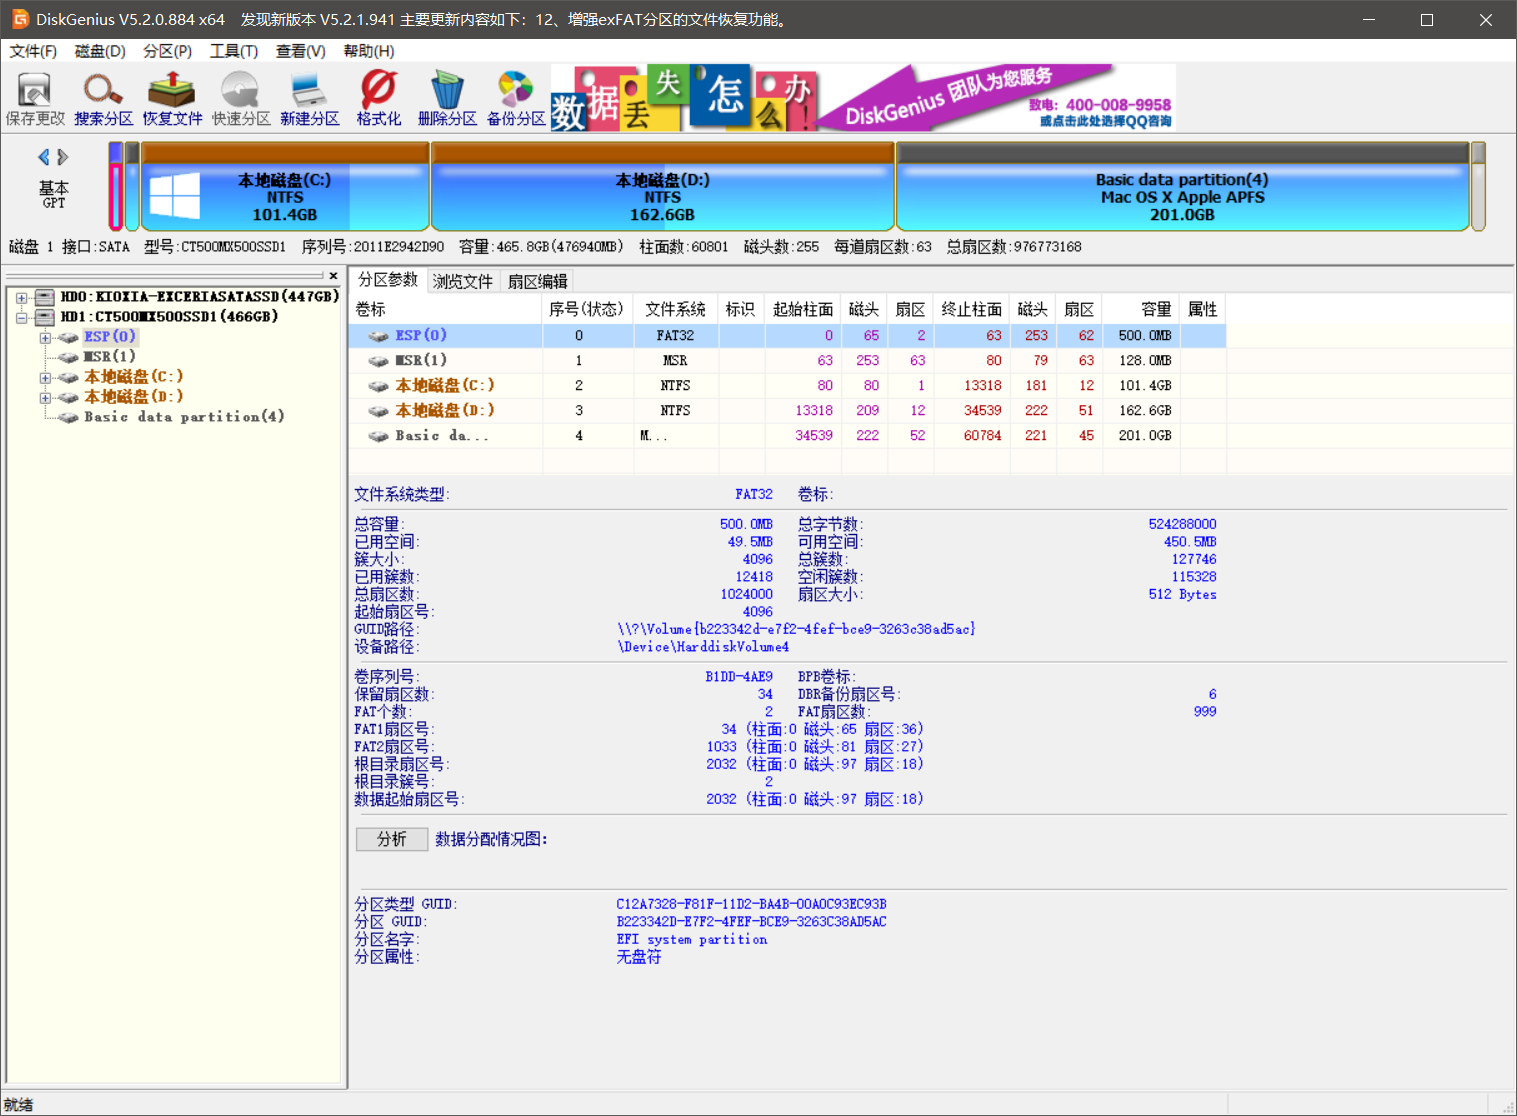 DiskGenius V5.2.0.884 x64 发现新版本 V5.2.1.941 主要更新内容如下：12、增强exFAT分区的文件恢复功能。
文件(F) 磁盘(D) 分区(P) 工具(T) 查看(V) 帮助(H)
保存更改 搜索分区 恢复文件 快速分区 新建分区 格式化 删除分区 备份分区
数据丢失怎么办！
DiskGenius 团队为您服务
致电：400-008-9958
或点击此处选择QQ咨询
基本
GPT
本地磁盘(C:)
NTFS
101.4GB
本地磁盘(D:)
NTFS
162.6GB
Basic data partition(4)
Mac OS X Apple APFS
201.0GB
磁盘 1 接口:SATA 型号:CT500MX500SSD1 序列号:2011E2942D90 容量:465.8GB(476940MB) 柱面数:60801 磁头数:255 每道扇区数:63 总扇区数:976773168
HD0:KIOXIA-EXCERIASATASSD(447GB)
HD1:CT500MX500SSD1(466GB)
ESP(0)
MSR(1)
本地磁盘(C:)
本地磁盘(D:)
Basic data partition(4)
分区参数 浏览文件 扇区编辑
卷标 序号(状态) 文件系统 标识 起始柱面 磁头 扇区 终止柱面 磁头 扇区 容量 属性
ESP(0) 0 FAT32 0 65 2 63 253 62 500.0MB
MSR(1) 1 MSR 63 253 63 80 79 63 128.0MB
本地磁盘(C:) 2 NTFS 80 80 1 13318 181 12 101.4GB
本地磁盘(D:) 3 NTFS 13318 209 12 34539 222 51 162.6GB
Basic da... 4 M... 34539 222 52 60784 221 45 201.0GB
文件系统类型: FAT32 卷标:
总容量: 500.0MB 总字节数: 524288000
已用空间: 49.5MB 可用空间: 450.5MB
簇大小: 4096 总簇数: 127746
已用簇数: 12418 空闲簇数: 115328
总扇区数: 1024000 扇区大小: 512 Bytes
起始扇区号: 4096
GUID路径: \\?\Volume{b223342d-e7f2-4fef-bce9-3263c38ad5ac}
设备路径: \Device\HarddiskVolume4
卷序列号: B1DD-4AE9 BPB卷标:
保留扇区数: 34 DBR备份扇区号: 6
FAT个数: 2 FAT扇区数: 999
FAT1扇区号: 34 (柱面:0 磁头:65 扇区:36)
FAT2扇区号: 1033 (柱面:0 磁头:81 扇区:27)
根目录扇区号: 2032 (柱面:0 磁头:97 扇区:18)
根目录簇号: 2
数据起始扇区号: 2032 (柱面:0 磁头:97 扇区:18)
分析 数据分配情况图:
分区类型 GUID: C12A7328-F81F-11D2-BA4B-00A0C93EC93B
分区 GUID: B223342D-E7F2-4FEF-BCE9-3263C38AD5AC
分区名字: EFI system partition
分区属性: 无盘符
就绪